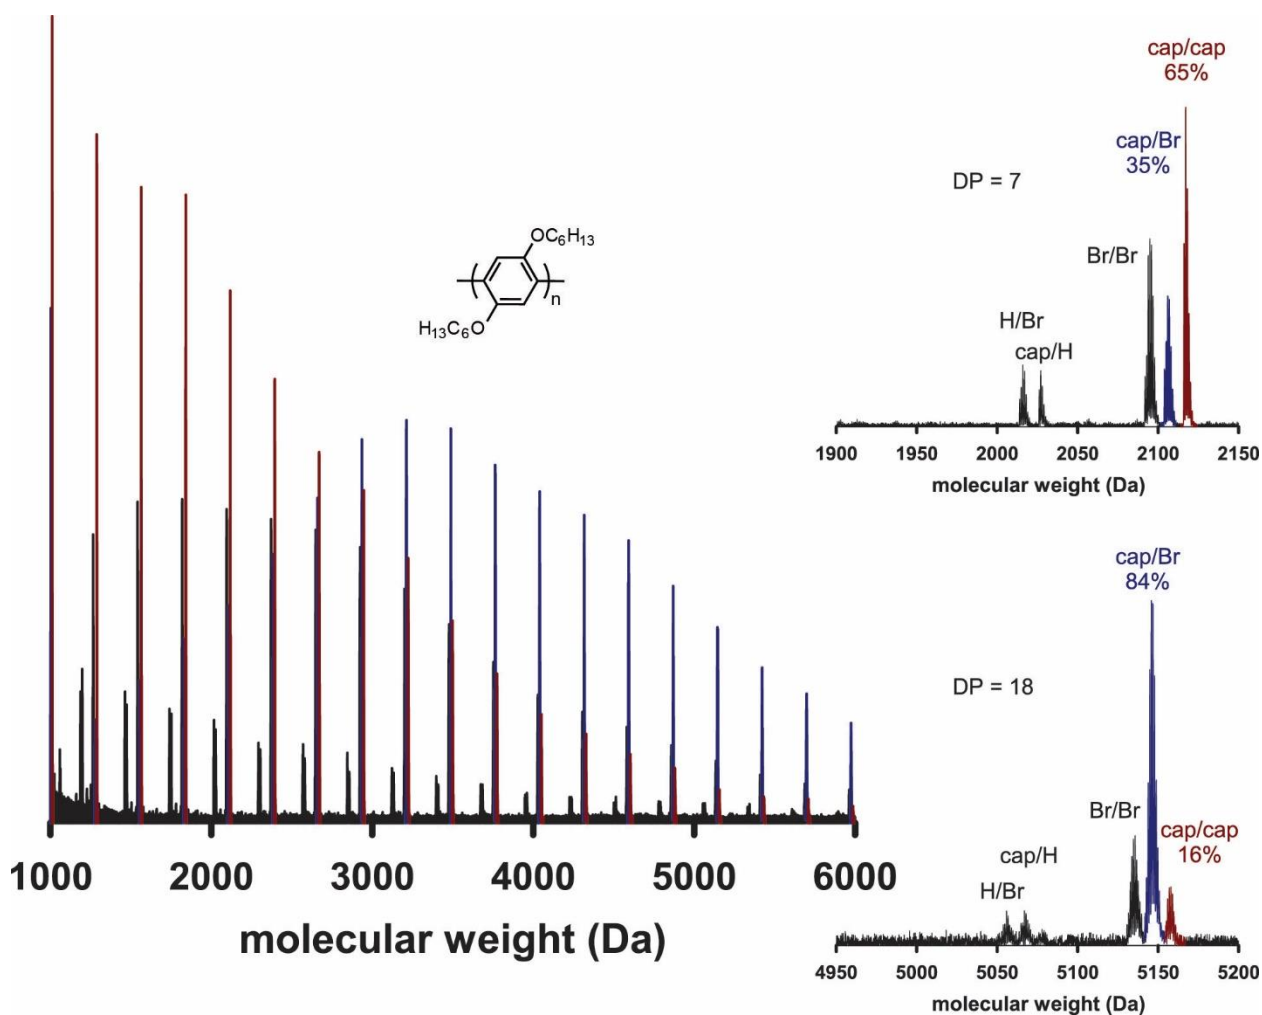 OC6H13
n
H13C6O
1000 2000 3000 4000 5000 6000
molecular weight (Da)
cap/cap
65%
cap/Br
35%
DP = 7
Br/Br
H/Br
cap/H
1900 1950 2000 2050 2100 2150
molecular weight (Da)
cap/Br
84%
DP = 18
Br/Br
cap/cap
16%
cap/H
H/Br
4950 5000 5050 5100 5150 5200
molecular weight (Da)